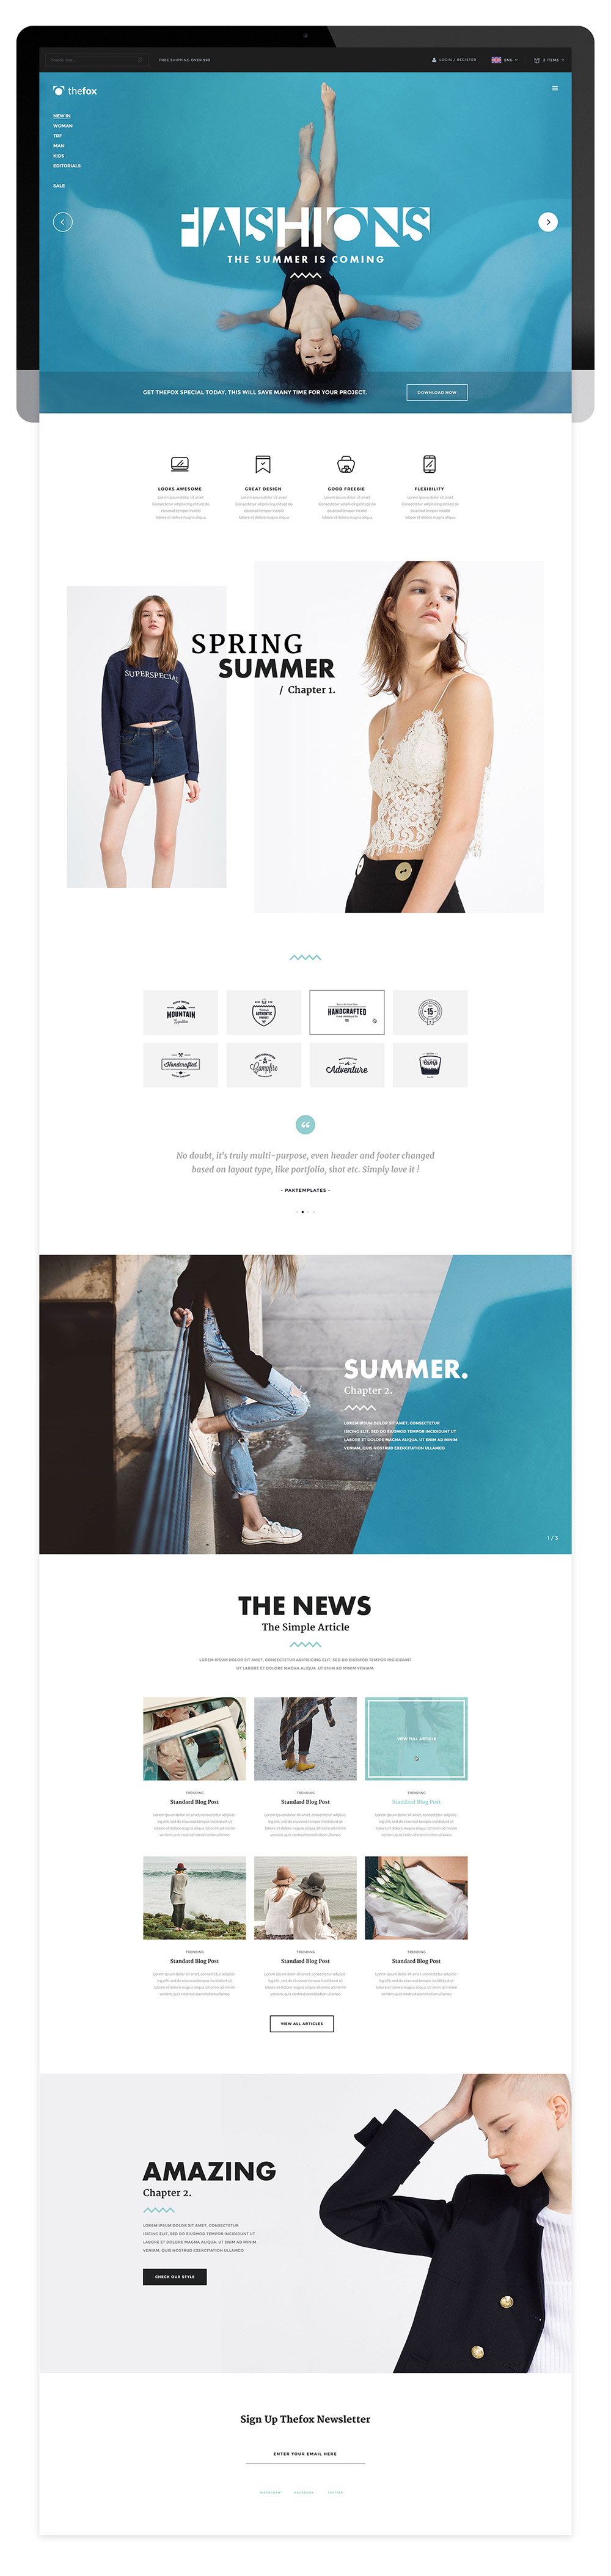 Search here...
FREE SHIPPING OVER $99
LOGIN / REGISTER
ENG
2 ITEMS
thefox
NEW IN
WOMAN
TRF
MAN
KIDS
EDITORIALS
SALE
FASHIONS
THE SUMMER IS COMING
GET THEFOX SPECIAL TODAY, THIS WILL SAVE MANY TIME FOR YOUR PROJECT.
DOWNLOAD NOW
LOOKS AWESOME
GREAT DESIGN
GOOD FREEBIE
FLEXIBILITY
SUPERSPECIAL
SPRING
SUMMER
/ Chapter 1.
MOUNTAIN
AUTHENTIC
HANDCRAFTED
FINE PRODUCTS
15
Handcrafted
Campfire
Adventure
No doubt, it's truly multi-purpose, even header and footer changed
based on layout type, like portfolio, shot etc. Simply love it !
- PAKTEMPLATES -
SUMMER.
Chapter 2.
LOREM IPSUM DOLOR SIT AMET, CONSECTETUR
ISICING ELIT, SED DO EIUSMOD TEMPOR INCIDIDUNT UT
LABORE ET DOLORE MAGNA ALIQUA. UT ENIM AD MINIM
VENIAM, QUIS NOSTRUD EXERCITATION ULLAMCO
1 / 3
THE NEWS
The Simple Article
LOREM IPSUM DOLOR SIT AMET, CONSECTETUR ADIPISICING ELIT, SED DO EIUSMOD TEMPOR INCIDIDUNT
UT LABORE ET DOLORE MAGNA ALIQUA. UT ENIM AD MINIM VENIAM.
VIEW FULL ARTICLE
TRENDING
Standard Blog Post
TRENDING
Standard Blog Post
TRENDING
Standard Blog Post
TRENDING
Standard Blog Post
TRENDING
Standard Blog Post
TRENDING
Standard Blog Post
VIEW ALL ARTICLES
AMAZING
Chapter 2.
LOREM IPSUM DOLOR SIT AMET, CONSECTETUR
ISICING ELIT, SED DO EIUSMOD TEMPOR INCIDIDUNT UT
LABORE ET DOLORE MAGNA ALIQUA. UT ENIM AD MINIM
VENIAM, QUIS NOSTRUD EXERCITATION ULLAMCO
CHECK OUR STYLE
Sign Up Thefox Newsletter
ENTER YOUR EMAIL HERE
INSTAGRAM
FACEBOOK
TWITTER